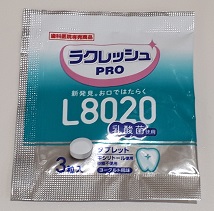 歯科医院専用商品
ラクレッシュ
PRO
新発見。お口ではたらく
L8020
乳酸菌使用
3粒入
タブレット
キシリトール使用
ヨーグルト風味